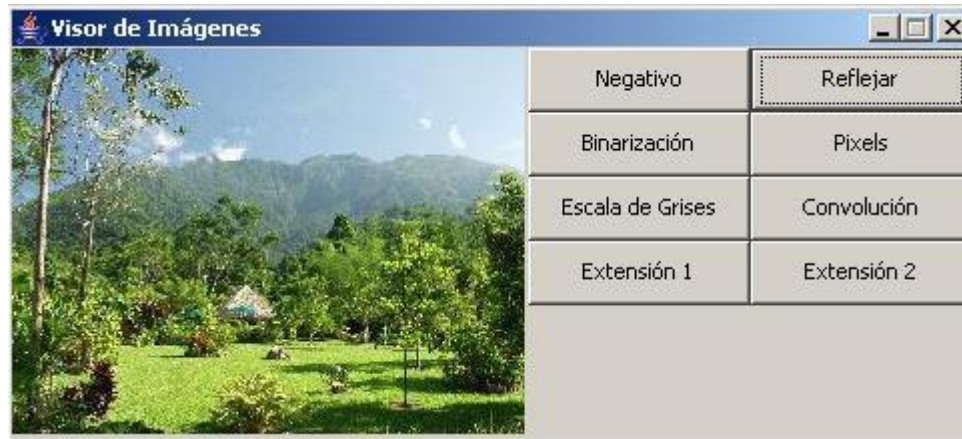 Visor de Imágenes
Negativo
Reflejar
Binarización
Pixels
Escala de Grises
Convolución
Extensión 1
Extensión 2